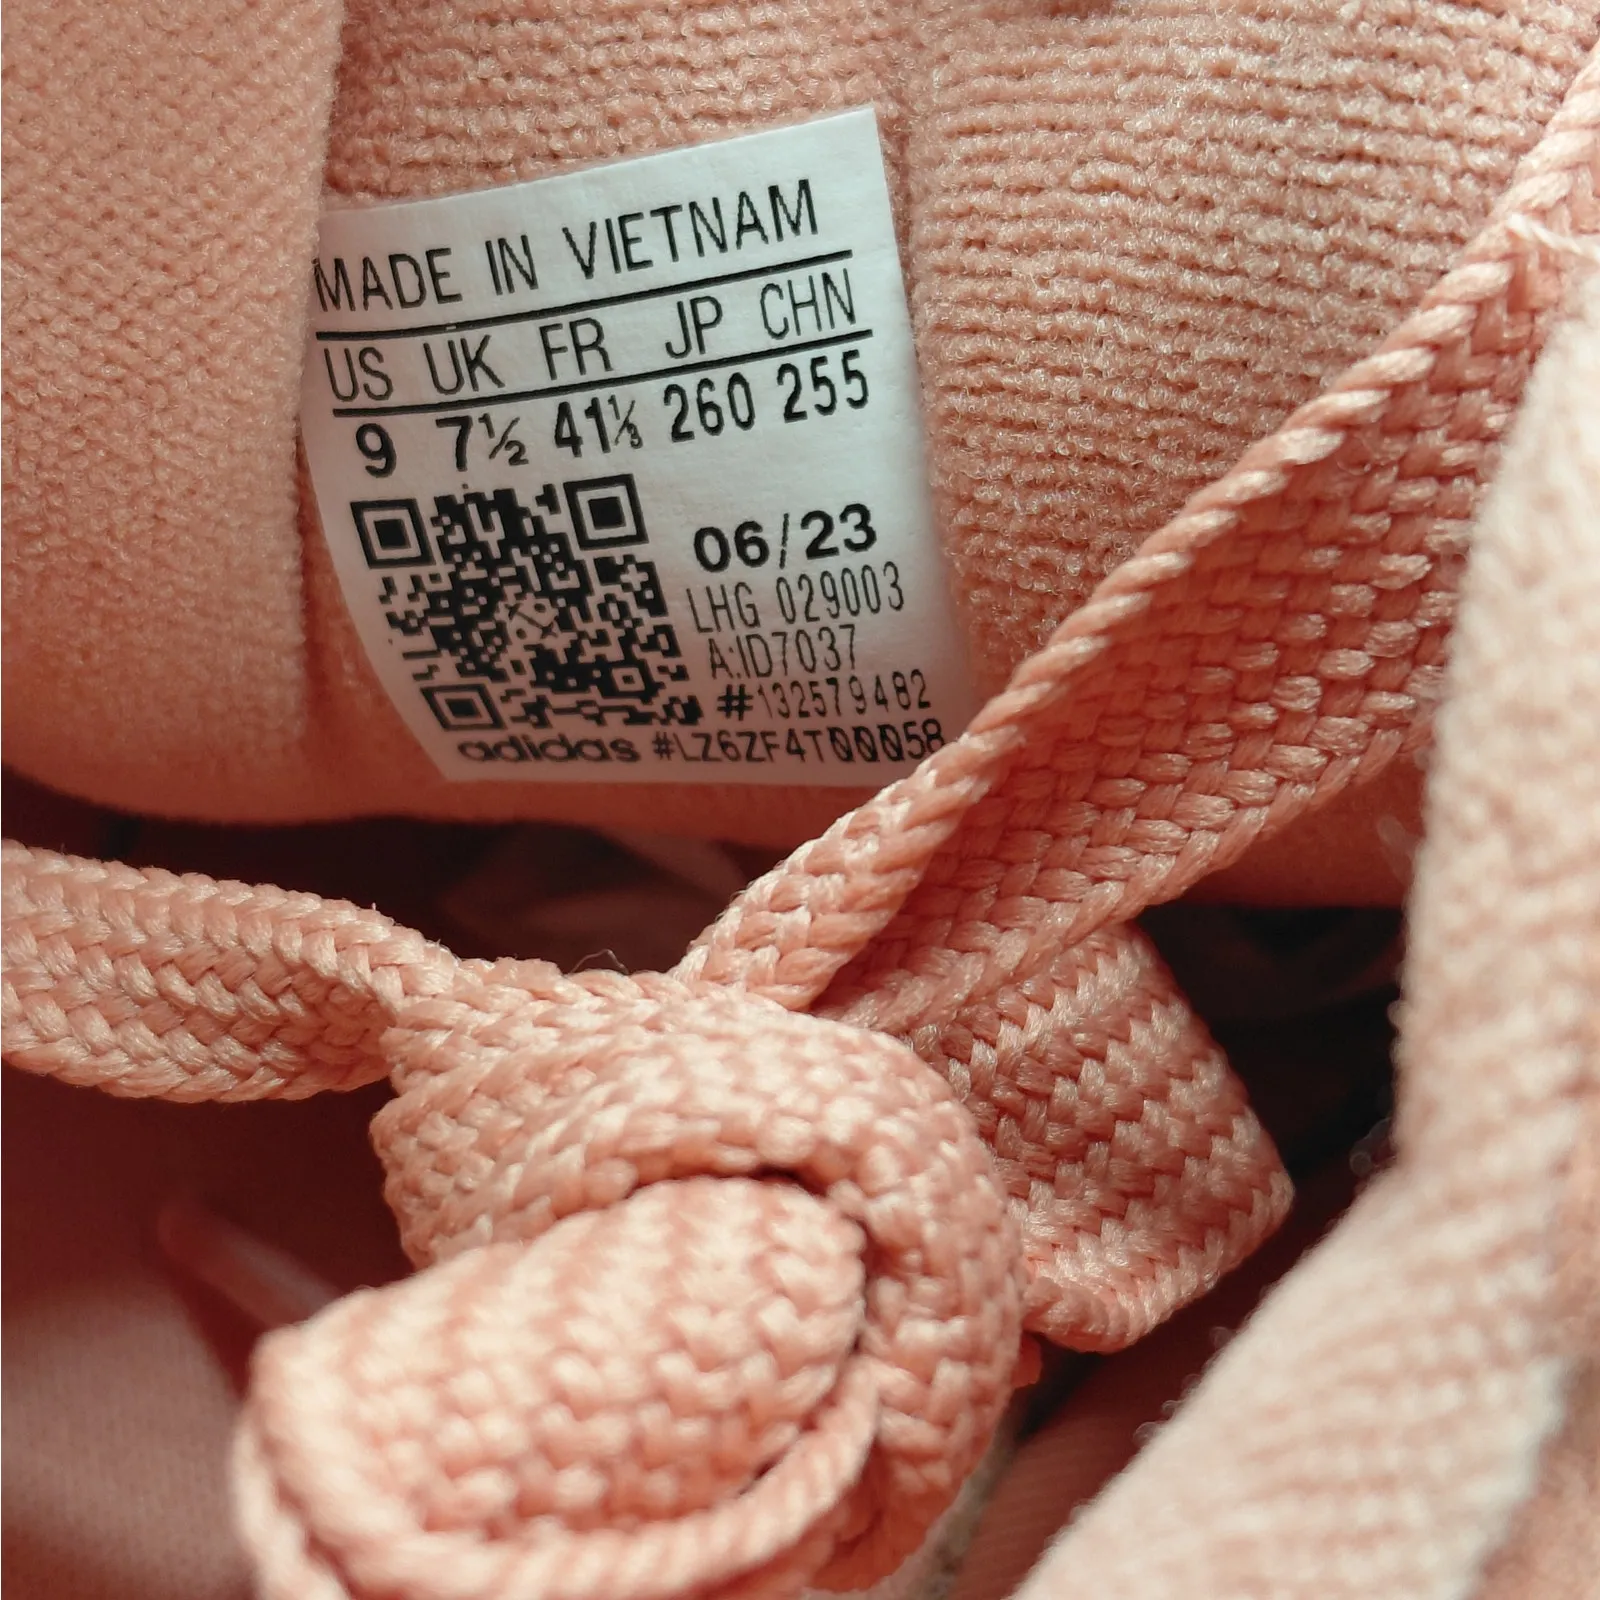 MADE IN VIETNAM
US UK FR JP CHN
9 7½ 41⅓ 260 255
06/23
LHG 029003
A:ID7037
#132579482
adidas #LZ6ZF4T00058